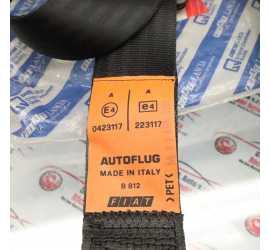 A A
E4 e4
0423117 223117
AUTOFLUG
MADE IN ITALY
B 812
FIAT
>PET<